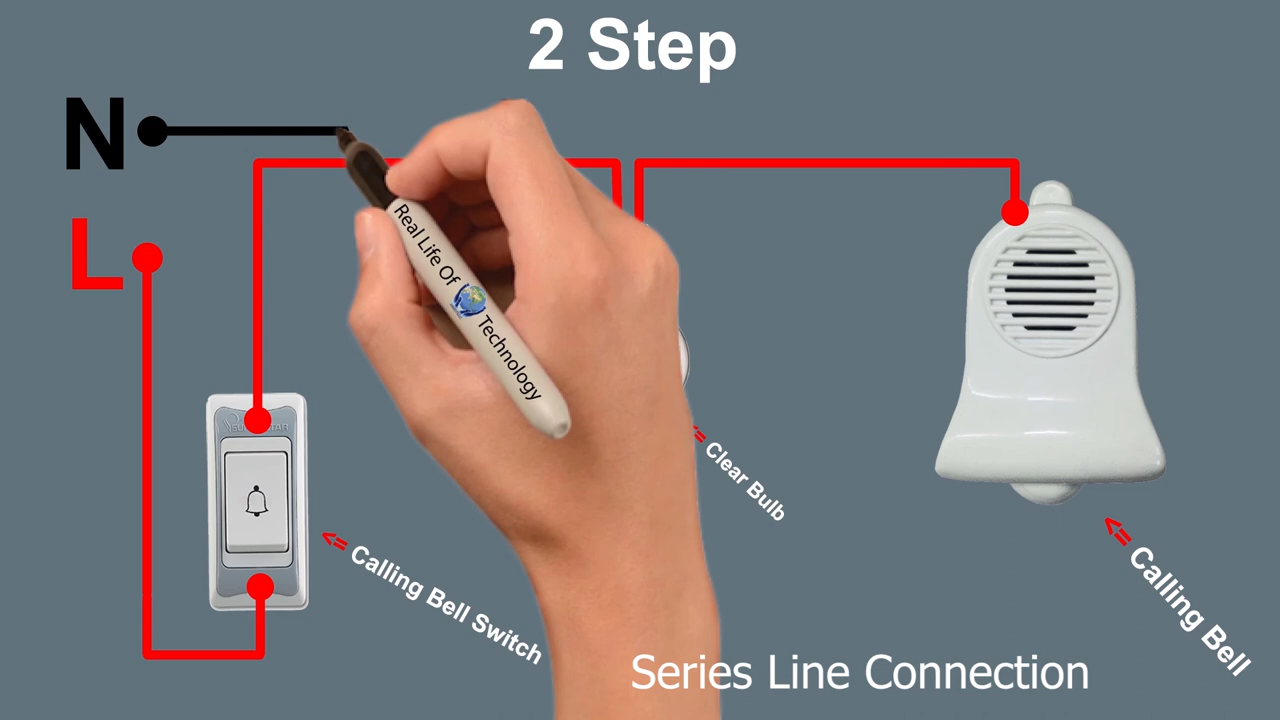 2 Step
N
L
Real Life Of Technology
<= Clear Bulb
<= Calling Bell Switch
<= Calling Bell
Series Line Connection